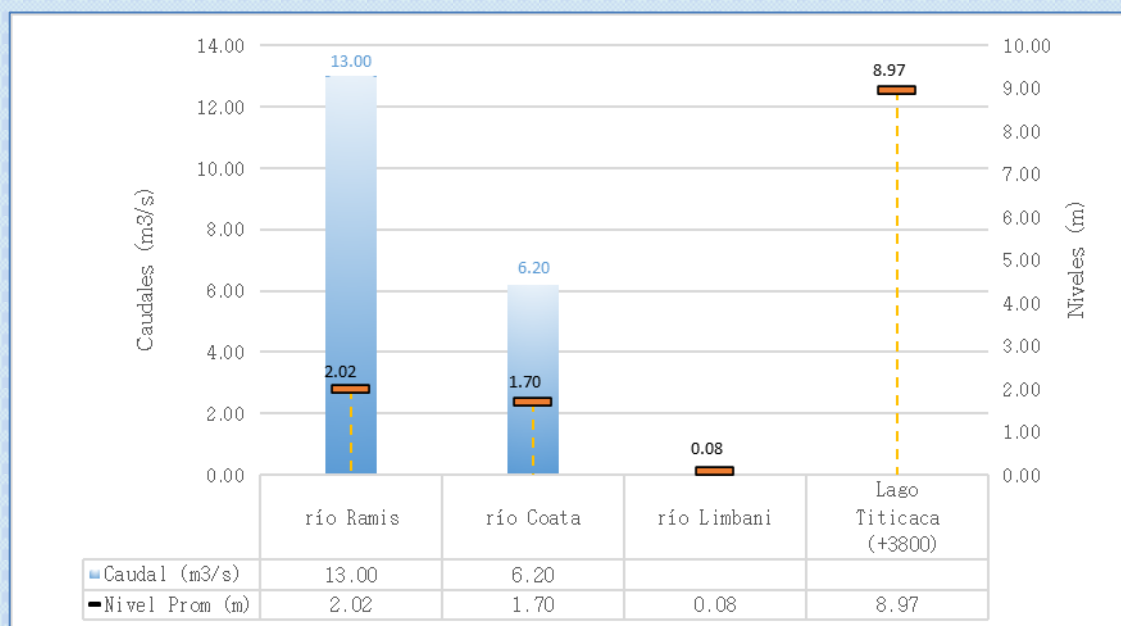 14.00
12.00
10.00
8.00
6.00
4.00
2.00
0.00
Caudales (m3/s)
13.00
6.20
2.02
1.70
0.08
8.97
10.00
9.00
8.00
7.00
6.00
5.00
4.00
3.00
2.00
1.00
0.00
Niveles (m)
río Ramis
río Coata
río Limbani
Lago
Titicaca
(+3800)
Caudal (m3/s) 13.00 6.20
Nivel Prom (m) 2.02 1.70 0.08 8.97